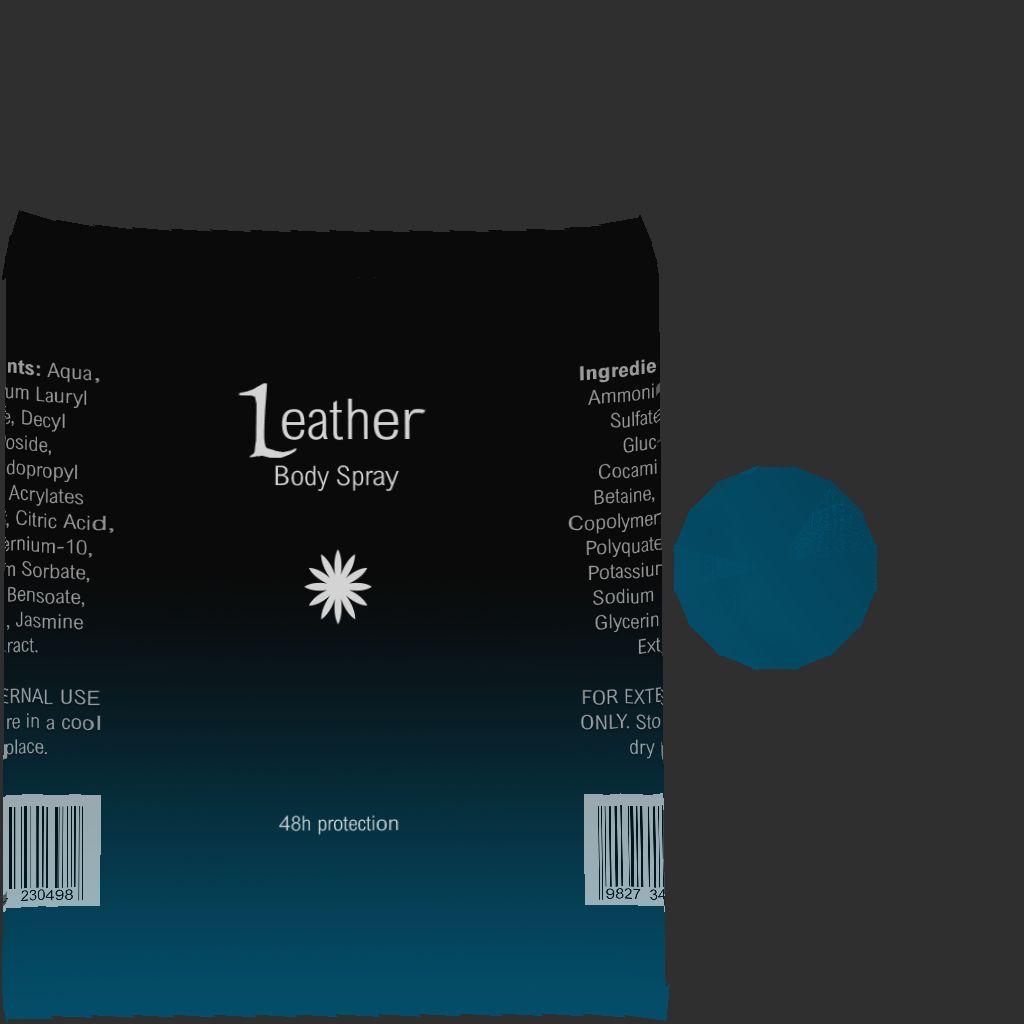 Leather
Body Spray
48h protection
nts: Aqua,
um Lauryl
e, Decyl
oside,
dopropyl
Acrylates
, Citric Acid,
ernium-10,
m Sorbate,
Bensoate,
, Jasmine
ract.
ERNAL USE
re in a cool
place.
230498
Ingredie
Ammoni
Sulfate
Gluc
Cocami
Betaine,
Copolymer
Polyquate
Potassiur
Sodium
Glycerin
Ext
FOR EXTE
ONLY. Sto
dry
9827 34